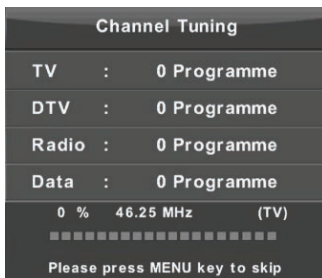 Channel Tuning
TV : 0 Programme
DTV : 0 Programme
Radio : 0 Programme
Data : 0 Programme
0 % 46.25 MHz (TV)
Please press MENU key to skip